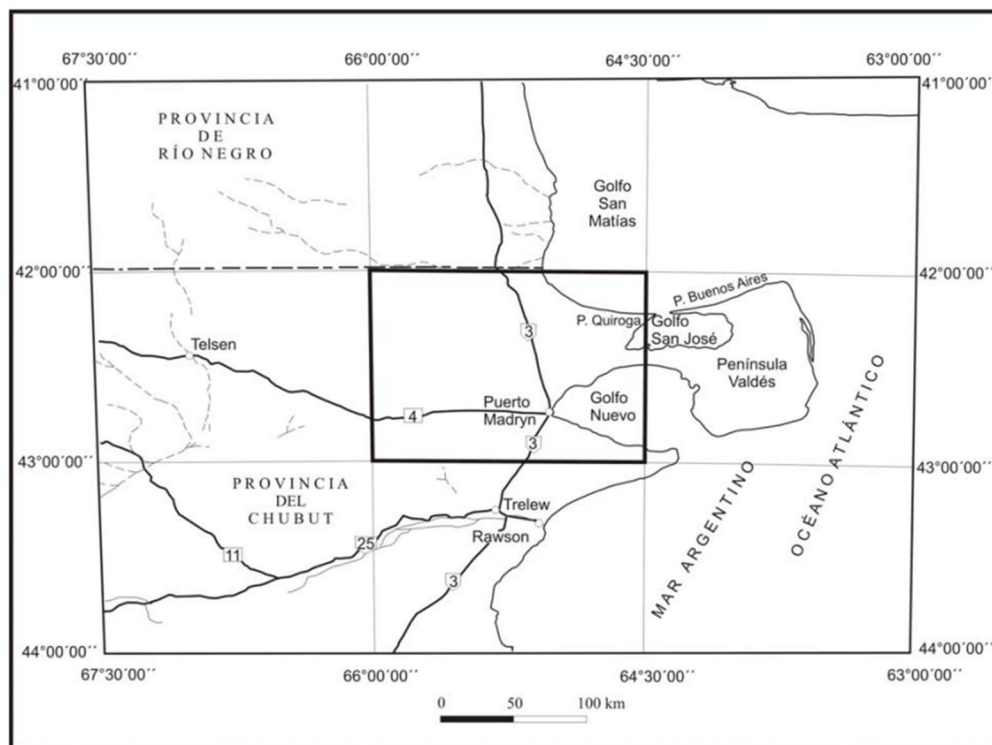 67°30´00´´
66°00´00´´
64°30´00´´
63°00´00´´
41°00´00´´
41°00´00´´
PROVINCIA
DE
RÍO NEGRO
Golfo
San
Matías
42°00´00´´
42°00´00´´
P. Buenos Aires
P. Quiroga
Golfo
San José
3
Telsen
Península
Valdés
Puerto
Madryn
Golfo
Nuevo
4
3
43°00´00´´
43°00´00´´
PROVINCIA
DEL
CHUBUT
Trelew
Rawson
11
25
3
MAR ARGENTINO
OCÉANO ATLÁNTICO
44°00´00´´
44°00´00´´
67°30´00´´
66°00´00´´
64°30´00´´
63°00´00´´
0 50 100 km